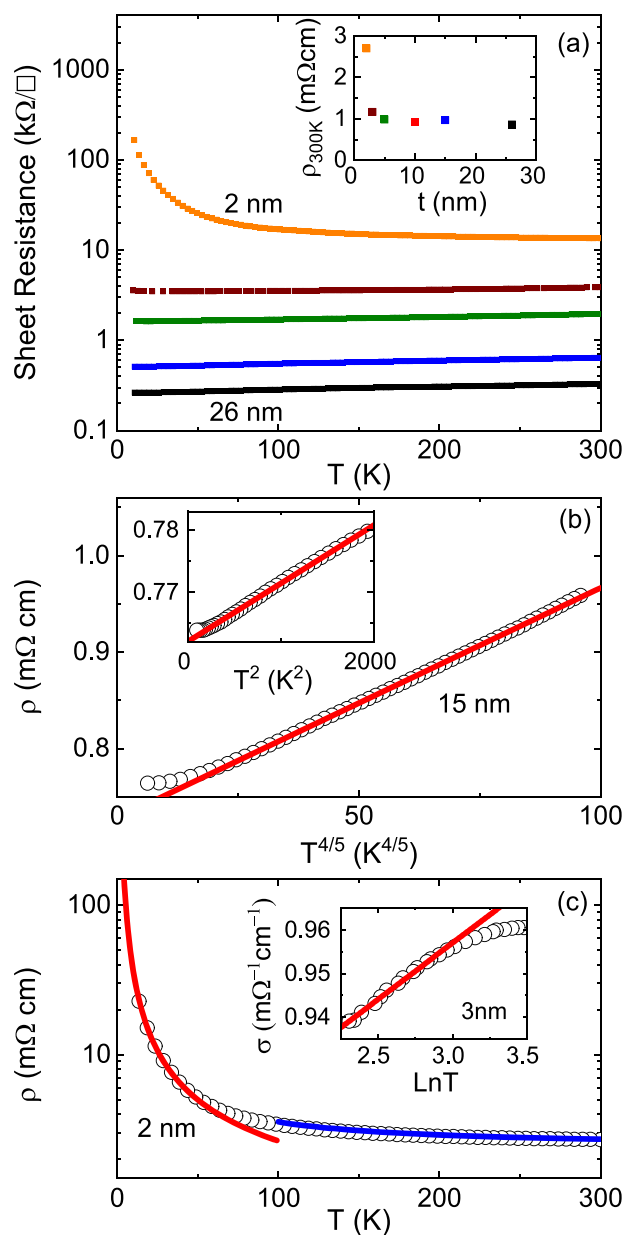 (a)
Sheet Resistance (kΩ/□)
1000
100
10
1
0.1
0
100
200
300
T (K)
2 nm
26 nm
ρ300K (mΩcm)
3
2
1
0
0
10
20
30
t (nm)
(b)
ρ (mΩ cm)
1.0
0.9
0.8
0
50
100
T^4/5 (K^4/5)
15 nm
0.78
0.77
0
2000
T² (K²)
(c)
ρ (mΩ cm)
100
10
0
100
200
300
T (K)
2 nm
σ (mΩ⁻¹cm⁻¹)
0.96
0.95
0.94
2.5
3.0
3.5
LnT
3nm